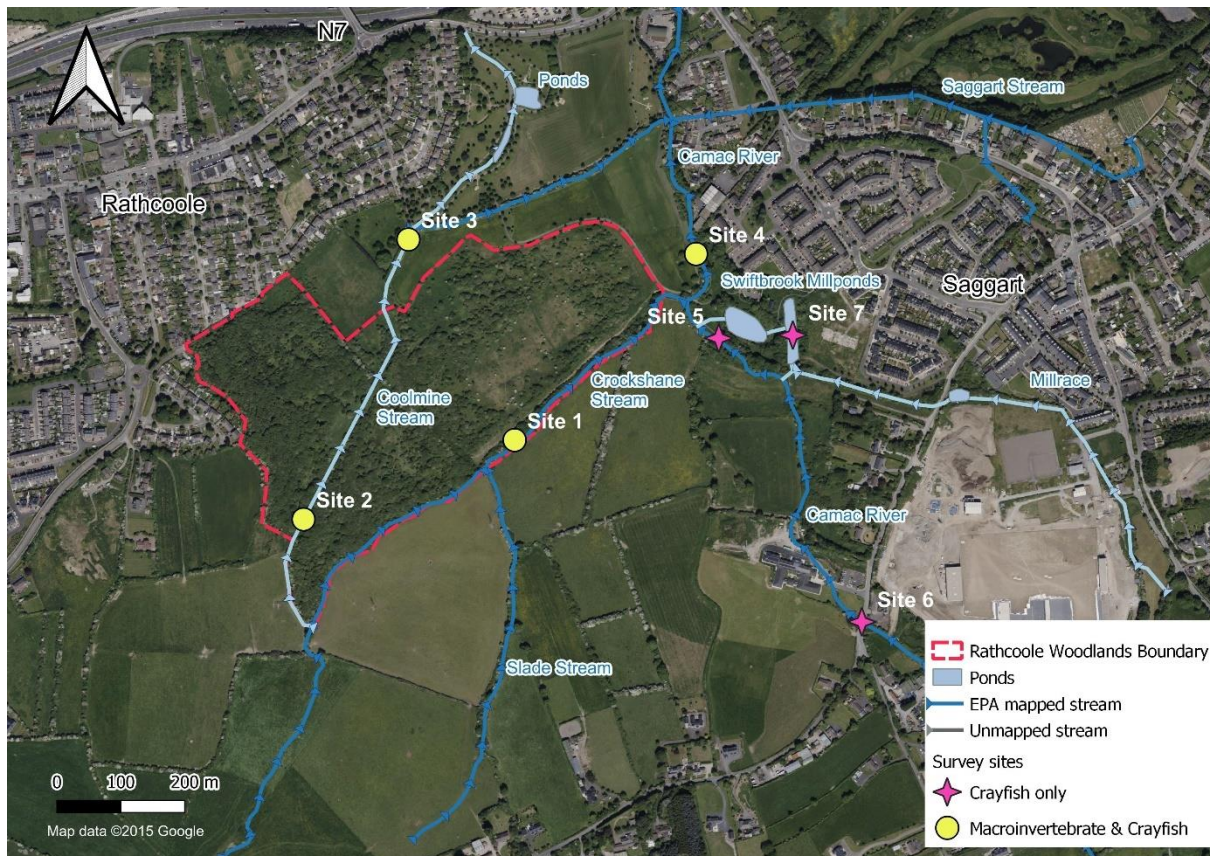 N7
Ponds
Saggart Stream
Camac River
Rathcoole
Site 3
Site 4
Swiftbrook Millponds
Saggart
Site 5
Site 7
Coolmine
Stream
Crockshane
Stream
Millrace
Site 1
Site 2
Camac River
Site 6
Slade Stream
Rathcoole Woodlands Boundary
Ponds
EPA mapped stream
Unmapped stream
Survey sites
Crayfish only
Macroinvertebrate & Crayfish
0 100 200 m
Map data ©2015 Google